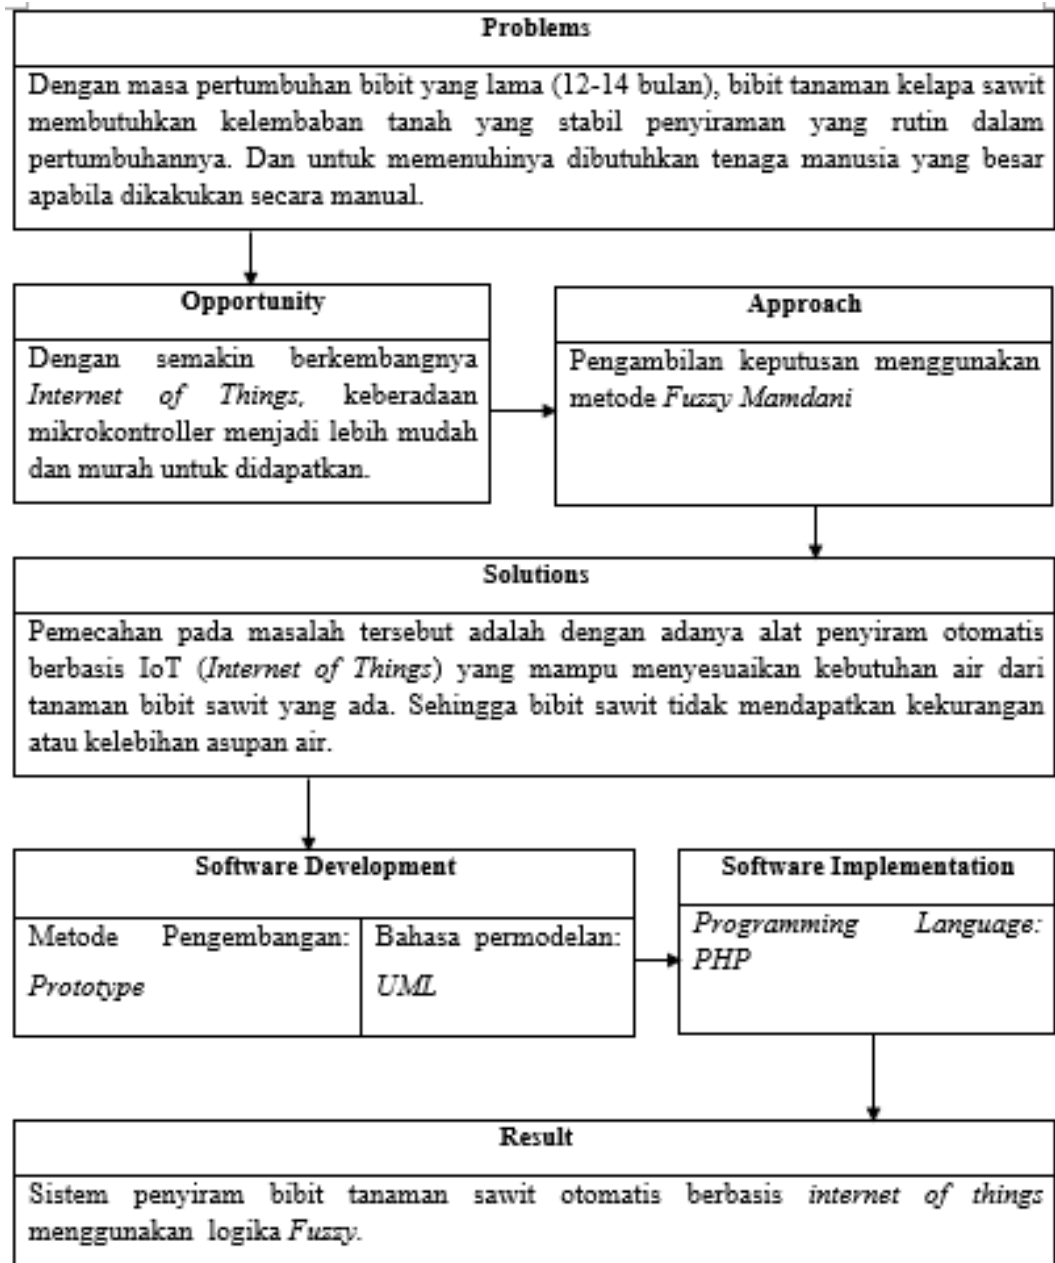 Problems
Dengan masa pertumbuhan bibit yang lama (12-14 bulan), bibit tanaman kelapa sawit
membutuhkan kelembaban tanah yang stabil penyiraman yang rutin dalam
pertumbuhannya. Dan untuk memenuhinya dibutuhkan tenaga manusia yang besar
apabila dikakukan secara manual.
Opportunity
Dengan semakin berkembangnya
Internet of Things, keberadaan
mikrokontroller menjadi lebih mudah
dan murah untuk didapatkan.
Approach
Pengambilan keputusan menggunakan
metode Fuzzy Mamdani
Solutions
Pemecahan pada masalah tersebut adalah dengan adanya alat penyiram otomatis
berbasis IoT (Internet of Things) yang mampu menyesuaikan kebutuhan air dari
tanaman bibit sawit yang ada. Sehingga bibit sawit tidak mendapatkan kekurangan
atau kelebihan asupan air.
Software Development
Metode Pengembangan:
Prototype
Bahasa permodelan:
UML
Software Implementation
Programming Language:
PHP
Result
Sistem penyiram bibit tanaman sawit otomatis berbasis internet of things
menggunakan logika Fuzzy.